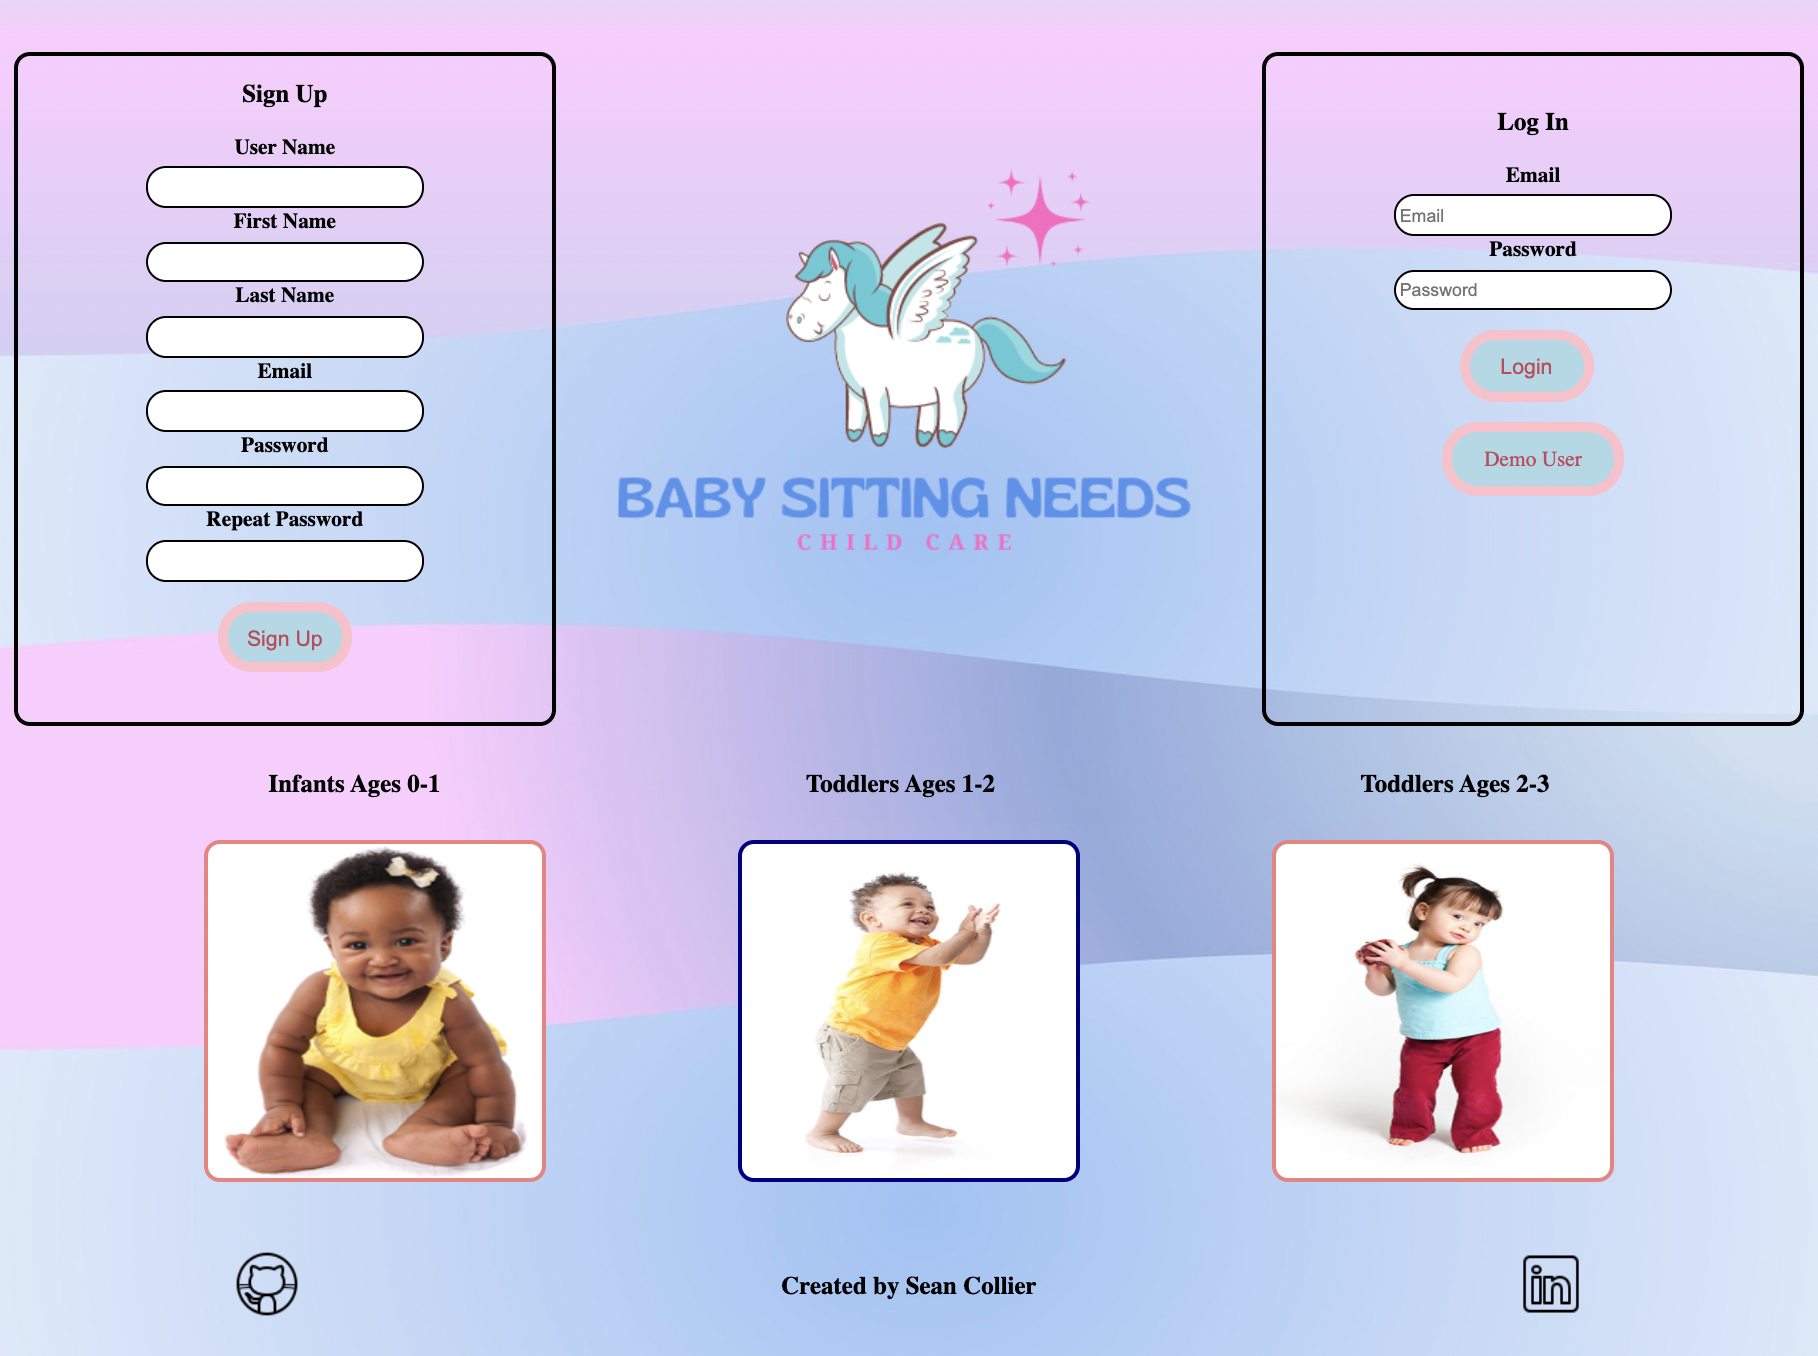 Sign Up
User Name
First Name
Last Name
Email
Password
Repeat Password
Sign Up
BABY SITTING NEEDS
CHILD CARE
Log In
Email
Email
Password
Password
Login
Demo User
Infants Ages 0-1
Toddlers Ages 1-2
Toddlers Ages 2-3
Created by Sean Collier
in